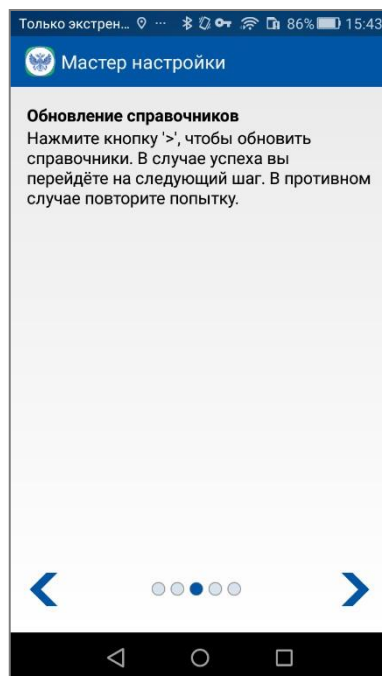 Только экстрен... ... 86% 15:43
Мастер настройки
Обновление справочников
Нажмите кнопку '>', чтобы обновить
справочники. В случае успеха вы
перейдёте на следующий шаг. В противном
случае повторите попытку.